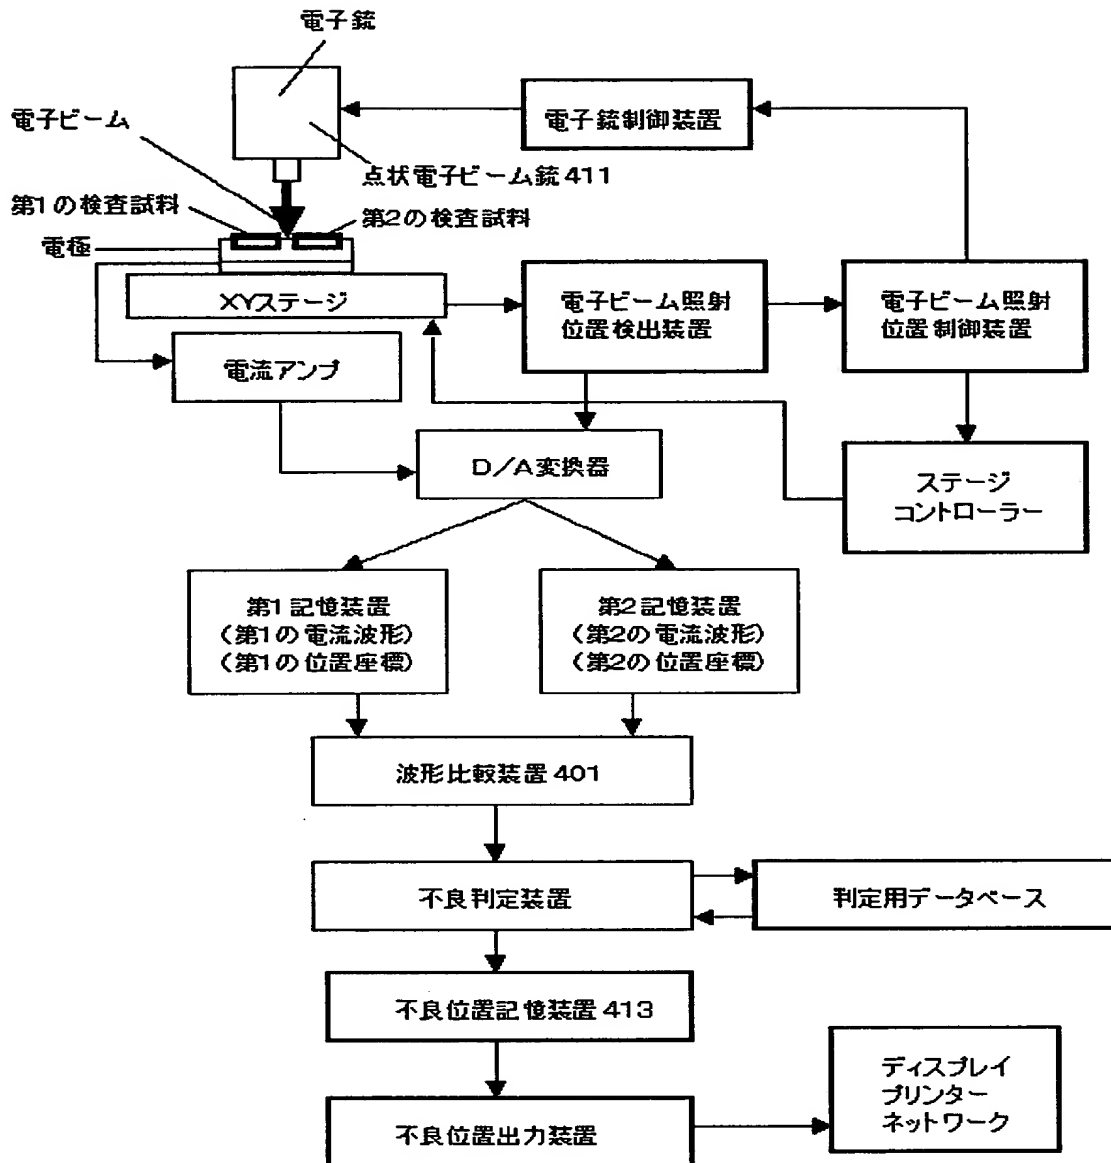 電子銃
電子ビーム
電子銃制御装置
点状電子ビーム銃411
第1の検査試料
第2の検査試料
電極
XYステージ
電子ビーム照射
位置検出装置
電子ビーム照射
位置制御装置
電流アンプ
D/A変換器
ステージ
コントローラー
第1記憶装置
(第1の電流波形)
(第1の位置座標)
第2記憶装置
(第2の電流波形)
(第2の位置座標)
波形比較装置401
不良判定装置
判定用データベース
不良位置記憶装置413
不良位置出力装置
ディスプレイ
プリンター
ネットワーク